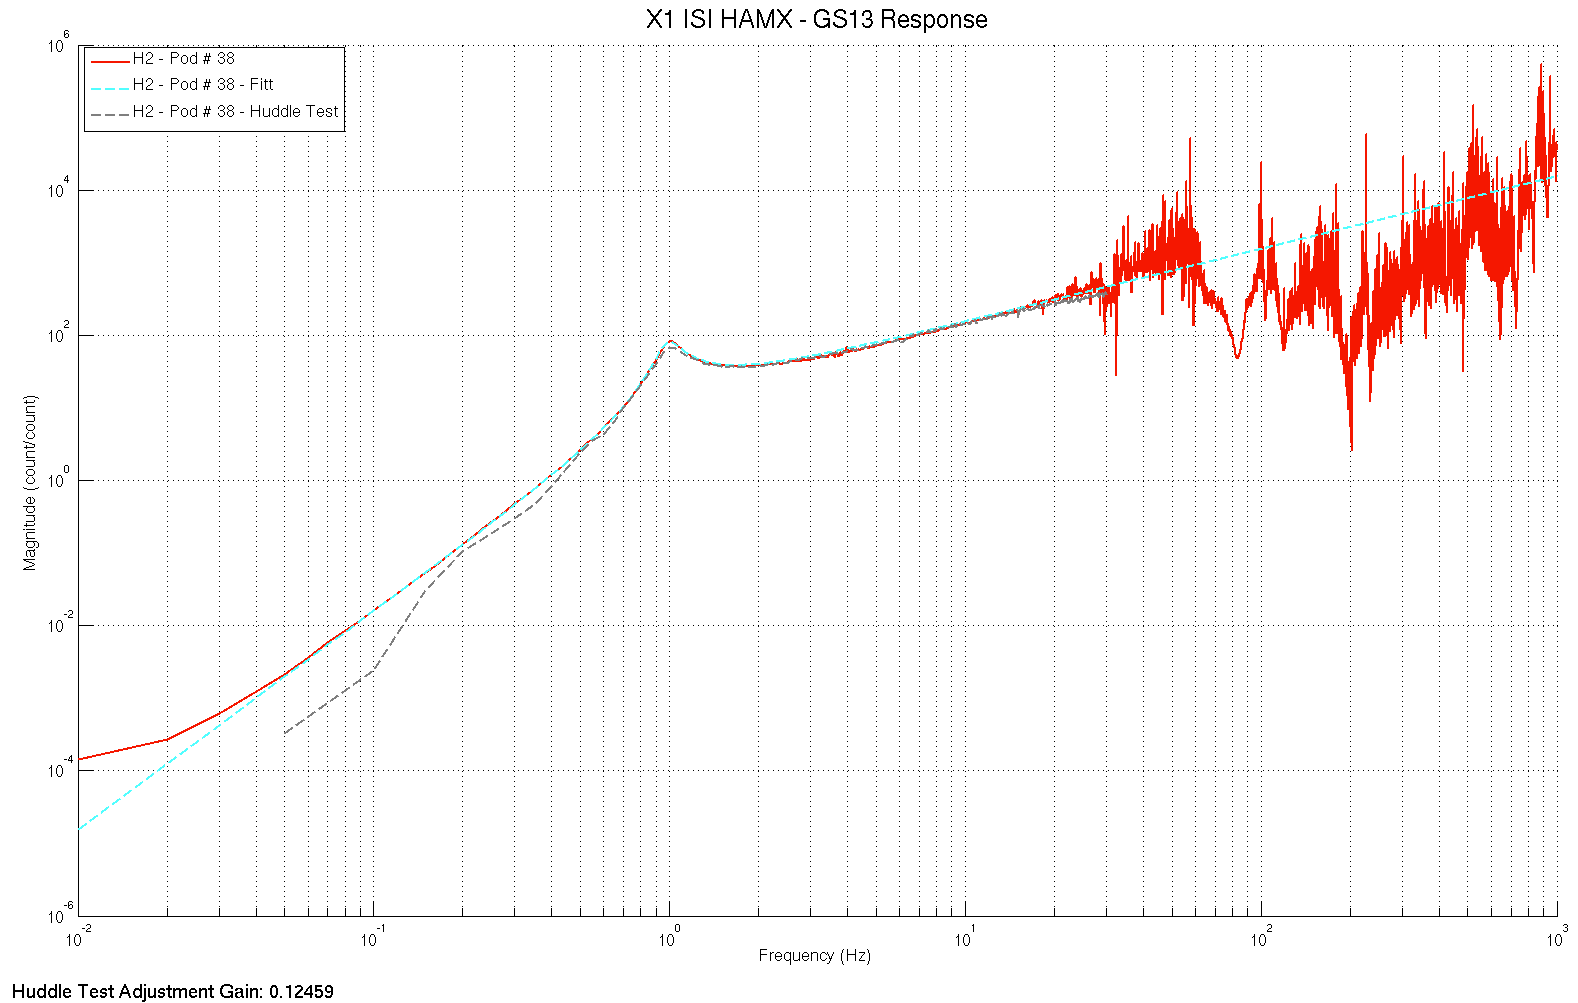 X1 ISI HAMX - GS13 Response
H2 - Pod # 38
H2 - Pod # 38 - Fitt
H2 - Pod # 38 - Huddle Test
10^6
10^4
10^2
10^0
10^-2
10^-4
10^-6
Magnitude (count/count)
10^-2 10^-1 10^0 10^1 10^2 10^3
Frequency (Hz)
Huddle Test Adjustment Gain: 0.12459